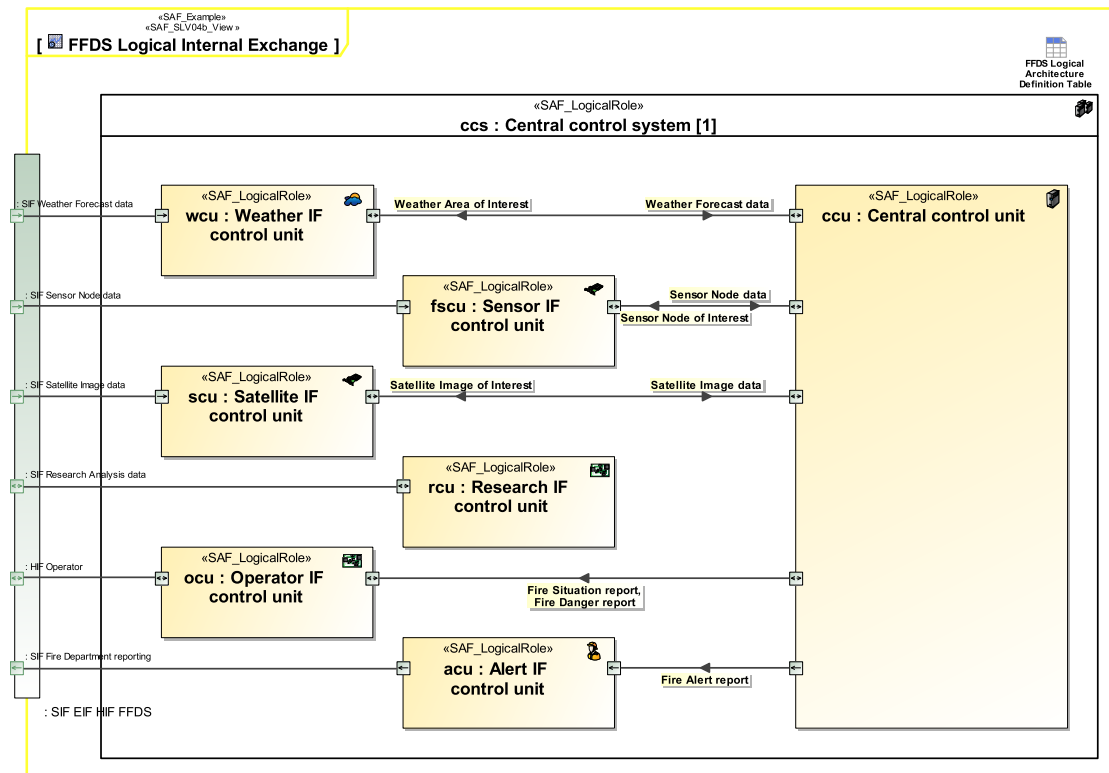 «SAF_Example»
«SAF_SLV04b_View »
[ FFDS Logical Internal Exchange ]
FFDS Logical
Architecture
Definition Table
«SAF_LogicalRole»
ccs : Central control system [1]
: SIF Weather Forecast data
«SAF_LogicalRole»
wcu : Weather IF
control unit
Weather Area of Interest
Weather Forecast data
«SAF_LogicalRole»
ccu : Central control unit
: SIF Sensor Node data
«SAF_LogicalRole»
fscu : Sensor IF
control unit
Sensor Node data
Sensor Node of Interest
: SIF Satellite Image data
«SAF_LogicalRole»
scu : Satellite IF
control unit
Satellite Image of Interest
Satellite Image data
: SIF Research Analysis data
«SAF_LogicalRole»
rcu : Research IF
control unit
: HIF Operator
«SAF_LogicalRole»
ocu : Operator IF
control unit
Fire Situation report,
Fire Danger report
: SIF Fire Department reporting
«SAF_LogicalRole»
acu : Alert IF
control unit
Fire Alert report
: SIF EIF HIF FFDS